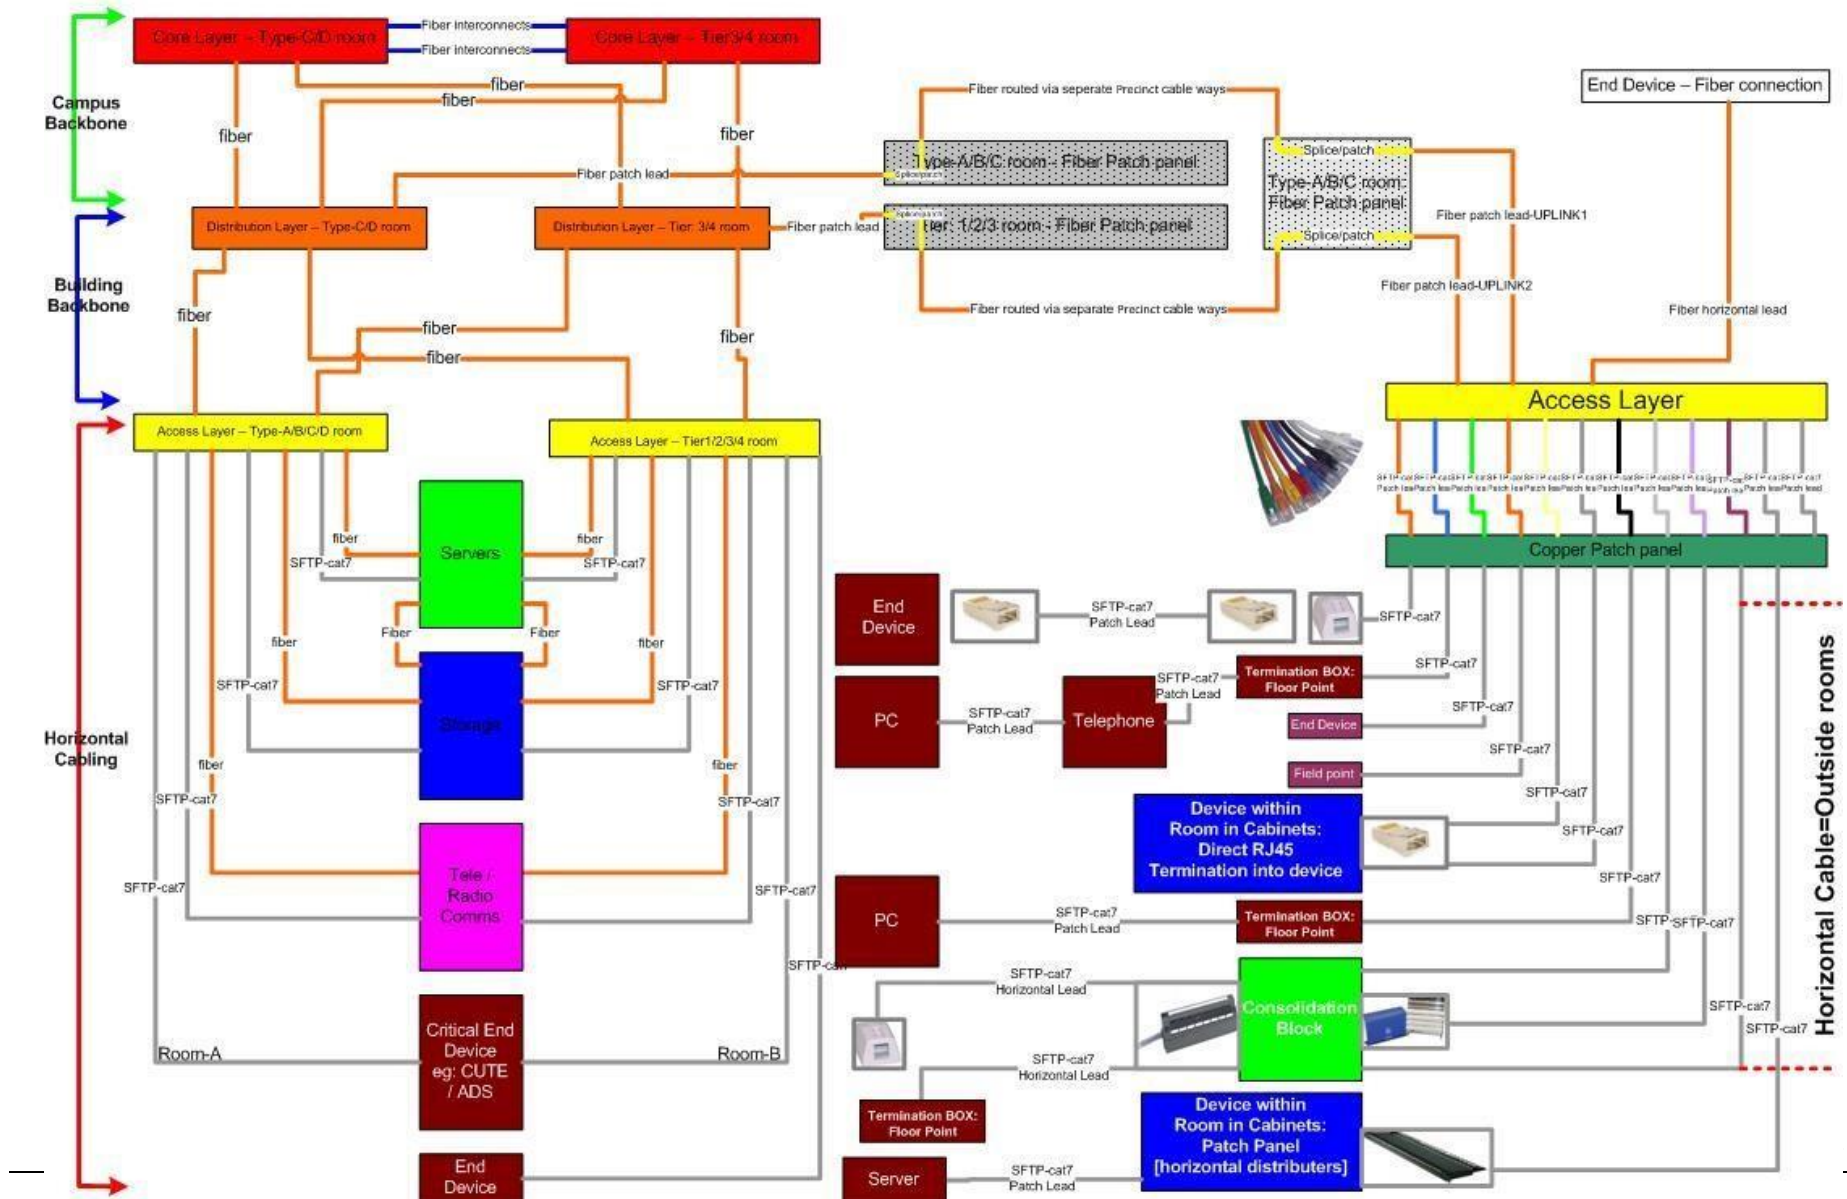 Core Layer – Type-C/D room
Fiber interconnects
Fiber interconnects
Core Layer – Tier3/4 room
Campus
Backbone
fiber
fiber
fiber
fiber
Fiber routed via seperate Precinct cable ways
End Device – Fiber connection
Type-A/B/C room - Fiber Patch panel
Splice/patch
Fiber patch lead
Splice/patch
Type-A/B/C room:
Fiber Patch panel
Splice/patch
Distribution Layer – Type-C/D room
Distribution Layer – Tier: 3/4 room
Fiber patch lead
Splice/patch
Tier: 1/2/3 room - Fiber Patch panel
Fiber patch lead-UPLINK1
Fiber patch lead-UPLINK2
Building
Backbone
fiber
fiber
fiber
fiber
Fiber routed via separate Precinct cable ways
Fiber horizontal lead
Access Layer – Type-A/B/C/D room
Access Layer – Tier1/2/3/4 room
Access Layer
Copper Patch panel
Servers
fiber
fiber
SFTP-cat7
SFTP-cat7
Fiber
Fiber
fiber
fiber
SFTP-cat7
SFTP-cat7
Storage
Horizontal
Cabling
fiber
fiber
SFTP-cat7
SFTP-cat7
Tele /
Radio
Comms
SFTP-cat7
SFTP-cat7
Room-A
Room-B
Critical End
Device
eg: CUTE
/ ADS
End
Device
End
Device
SFTP-cat7
Patch Lead
SFTP-cat7
PC
SFTP-cat7
Patch Lead
Telephone
SFTP-cat7
Patch Lead
Termination BOX:
Floor Point
SFTP-cat7
End Device
SFTP-cat7
Field point
SFTP-cat7
Device within
Room in Cabinets:
Direct RJ45
Termination into device
SFTP-cat7
SFTP-cat7
PC
SFTP-cat7
Patch Lead
Termination BOX:
Floor Point
SFTP-cat7
SFTP-cat7
SFTP-cat7
Horizontal Lead
Consolidation
Block
SFTP-cat7
Horizontal Lead
SFTP-cat7
SFTP-cat7
Termination BOX:
Floor Point
Device within
Room in Cabinets:
Patch Panel
[horizontal distributers]
Server
SFTP-cat7
Patch Lead
Horizontal Cable=Outside rooms